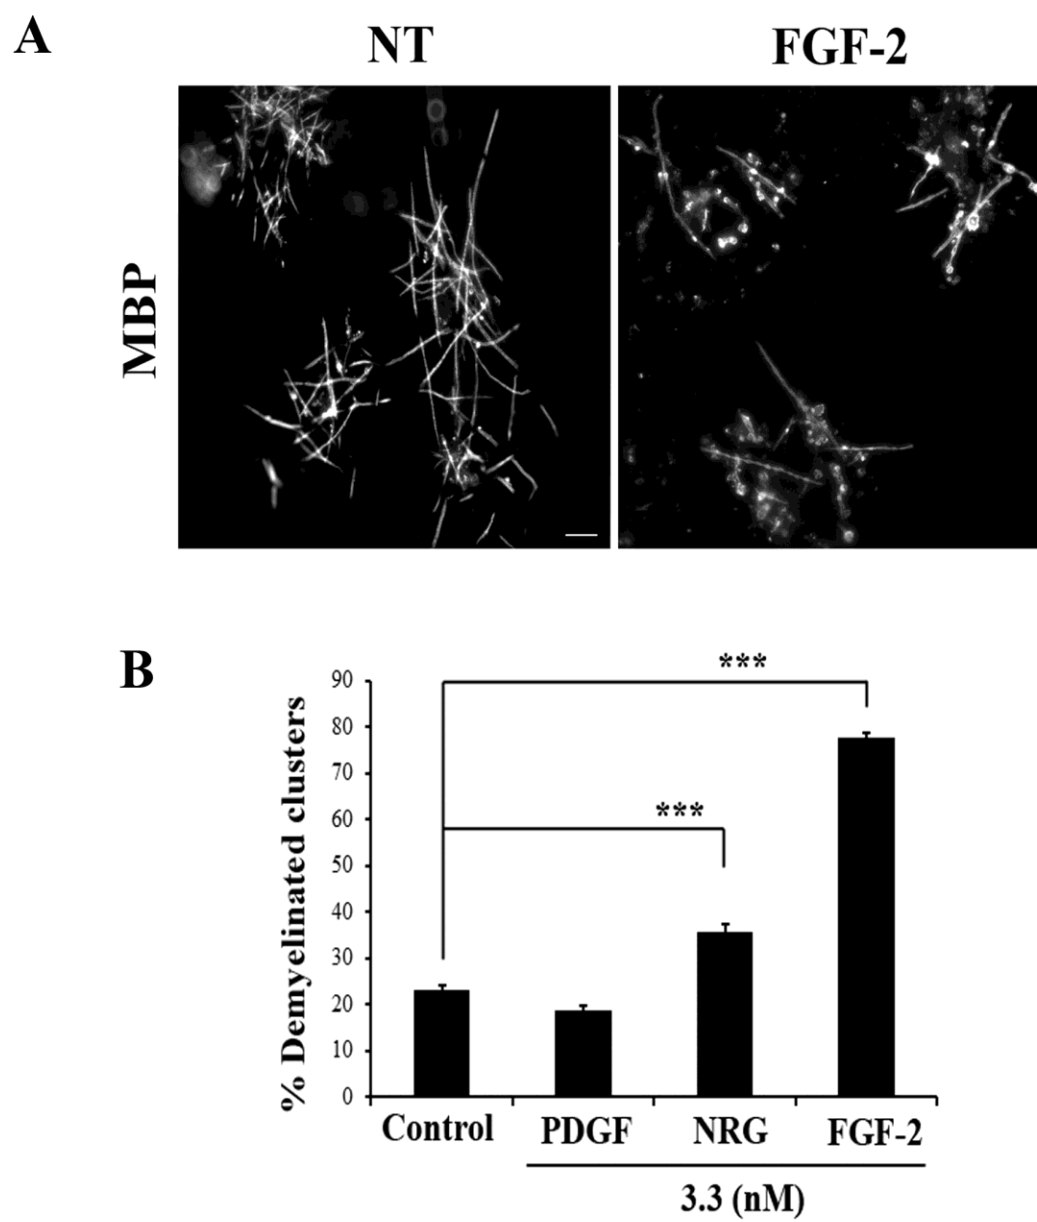 A
NT
FGF-2
MBP
B
% Demyelinated clusters
90
80
70
60
50
40
30
20
10
0
***
***
Control
PDGF
NRG
FGF-2
3.3 (nM)